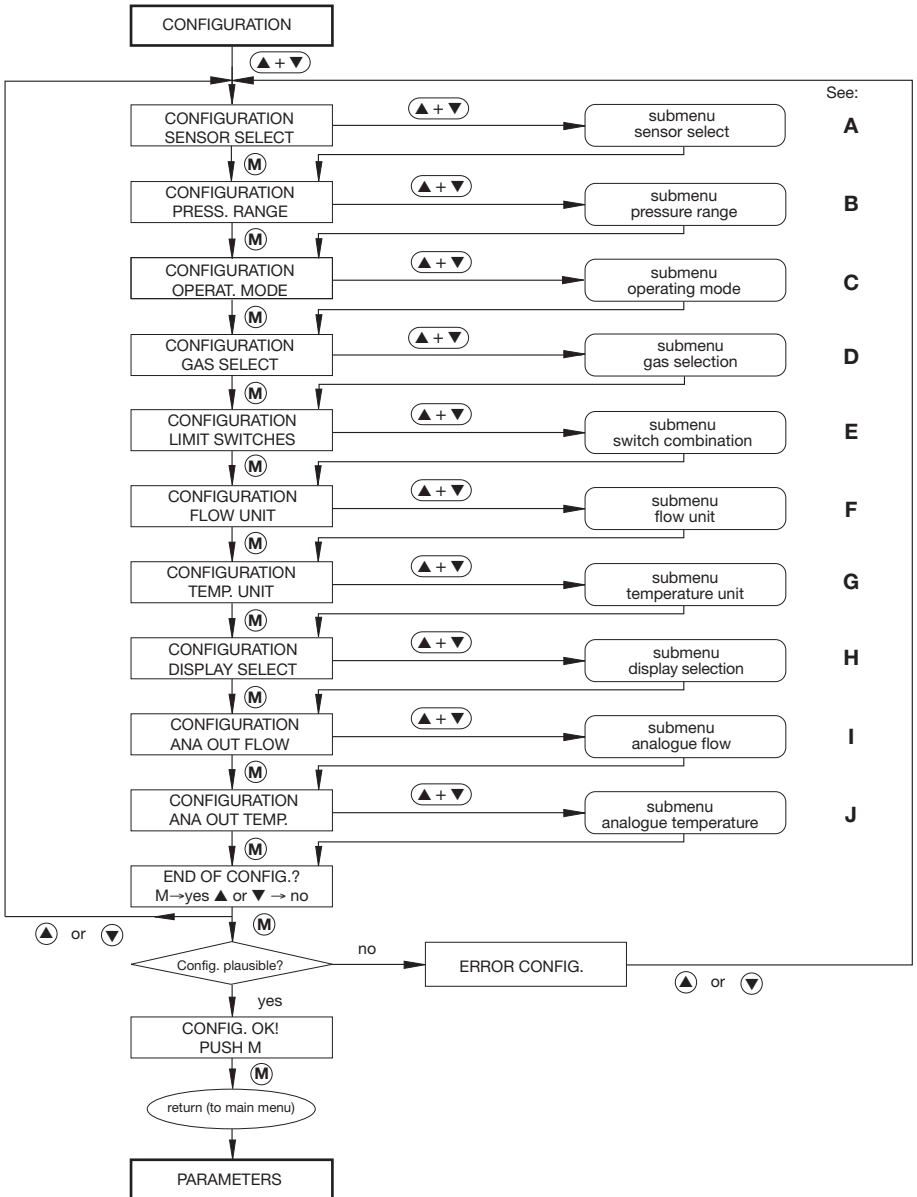 CONFIGURATION
▲ + ▼
See:
CONFIGURATION
SENSOR SELECT
▲ + ▼
submenu
sensor select
A
M
CONFIGURATION
PRESS. RANGE
▲ + ▼
submenu
pressure range
B
M
CONFIGURATION
OPERAT. MODE
▲ + ▼
submenu
operating mode
C
M
CONFIGURATION
GAS SELECT
▲ + ▼
submenu
gas selection
D
M
CONFIGURATION
LIMIT SWITCHES
▲ + ▼
submenu
switch combination
E
M
CONFIGURATION
FLOW UNIT
▲ + ▼
submenu
flow unit
F
M
CONFIGURATION
TEMP. UNIT
▲ + ▼
submenu
temperature unit
G
M
CONFIGURATION
DISPLAY SELECT
▲ + ▼
submenu
display selection
H
M
CONFIGURATION
ANA OUT FLOW
▲ + ▼
submenu
analogue flow
I
M
CONFIGURATION
ANA OUT TEMP.
▲ + ▼
submenu
analogue temperature
J
M
END OF CONFIG.?
M→yes ▲ or ▼ → no
▲ or ▼
M
Config. plausible?
no
ERROR CONFIG.
▲ or ▼
yes
CONFIG. OK!
PUSH M
M
return (to main menu)
PARAMETERS